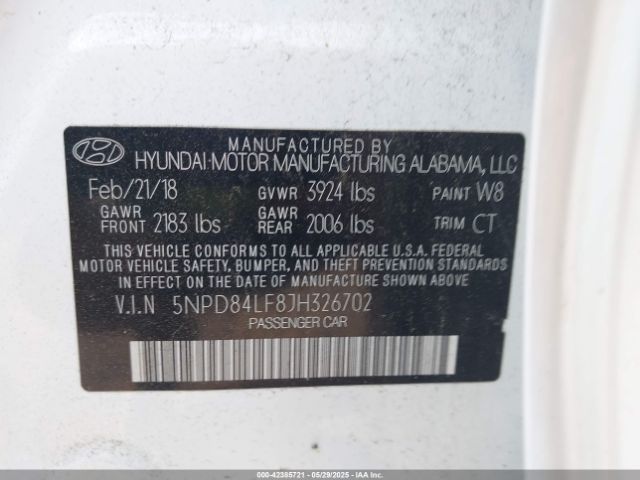 MANUFACTURED BY
HYUNDAI MOTOR MANUFACTURING ALABAMA, LLC
Feb/21/18 GVWR 3924 lbs PAINT W8
GAWR FRONT 2183 lbs GAWR REAR 2006 lbs TRIM CT
THIS VEHICLE CONFORMS TO ALL APPLICABLE U.S.A. FEDERAL
MOTOR VEHICLE SAFETY, BUMPER, AND THEFT PREVENTION STANDARDS
IN EFFECT ON THE DATE OF MANUFACTURE SHOWN ABOVE
V.I.N 5NPD84LF8JH326702
PASSENGER CAR
000-42385721 - 05/29/2025 - COPYRIGHT IAA, LLC